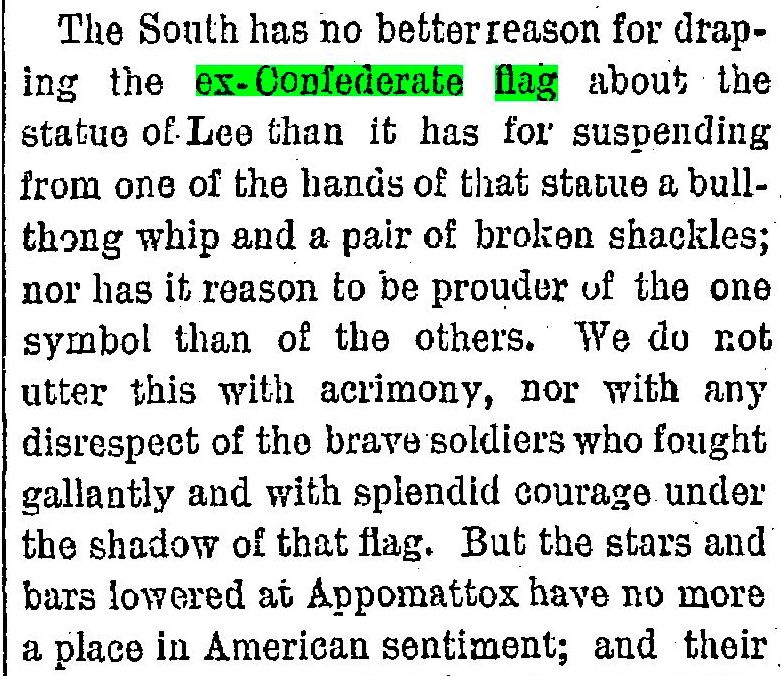 The South has no better reason for drap-
ing the ex-Confederate flag about the
statue of Lee than it has for suspending
from one of the hands of that statue a bull-
thong whip and a pair of broken shackles;
nor has it reason to be prouder of the one
symbol than of the others. We do not
utter this with acrimony, nor with any
disrespect of the brave soldiers who fought
gallantly and with splendid courage under
the shadow of that flag. But the stars and
bars lowered at Appomattox have no more
a place in American sentiment; and their